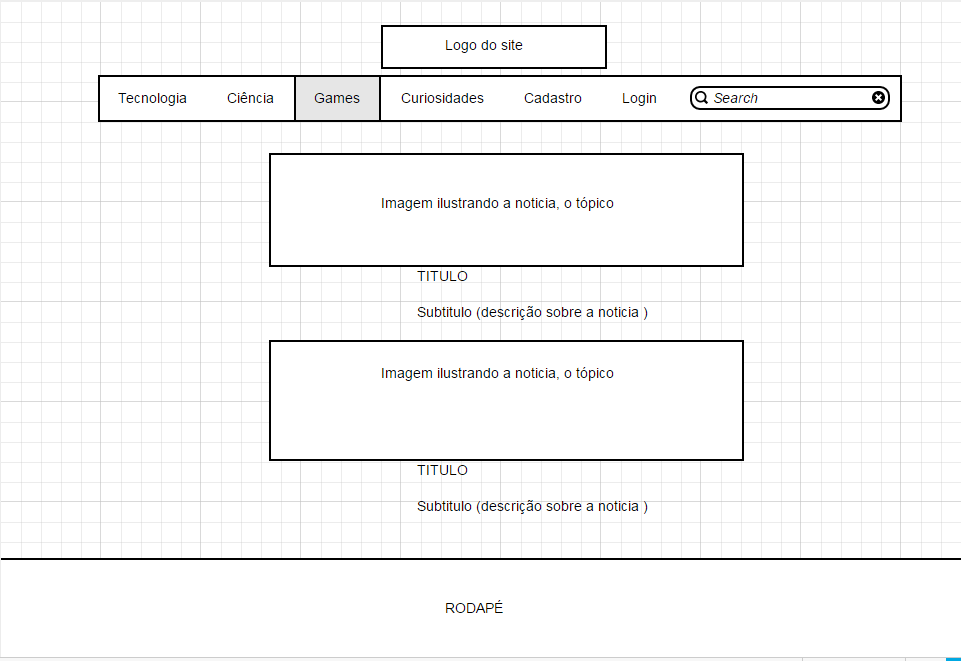 Logo do site
Tecnologia Ciência Games Curiosidades Cadastro Login Search
Imagem ilustrando a noticia, o tópico
TITULO
Subtitulo (descrição sobre a noticia )
Imagem ilustrando a noticia, o tópico
TITULO
Subtitulo (descrição sobre a noticia )
RODAPÉ